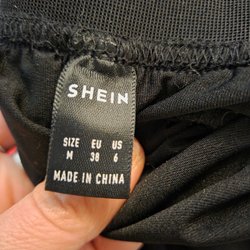 SHEIN
SIZE EU US
M 38 6
MADE IN CHINA